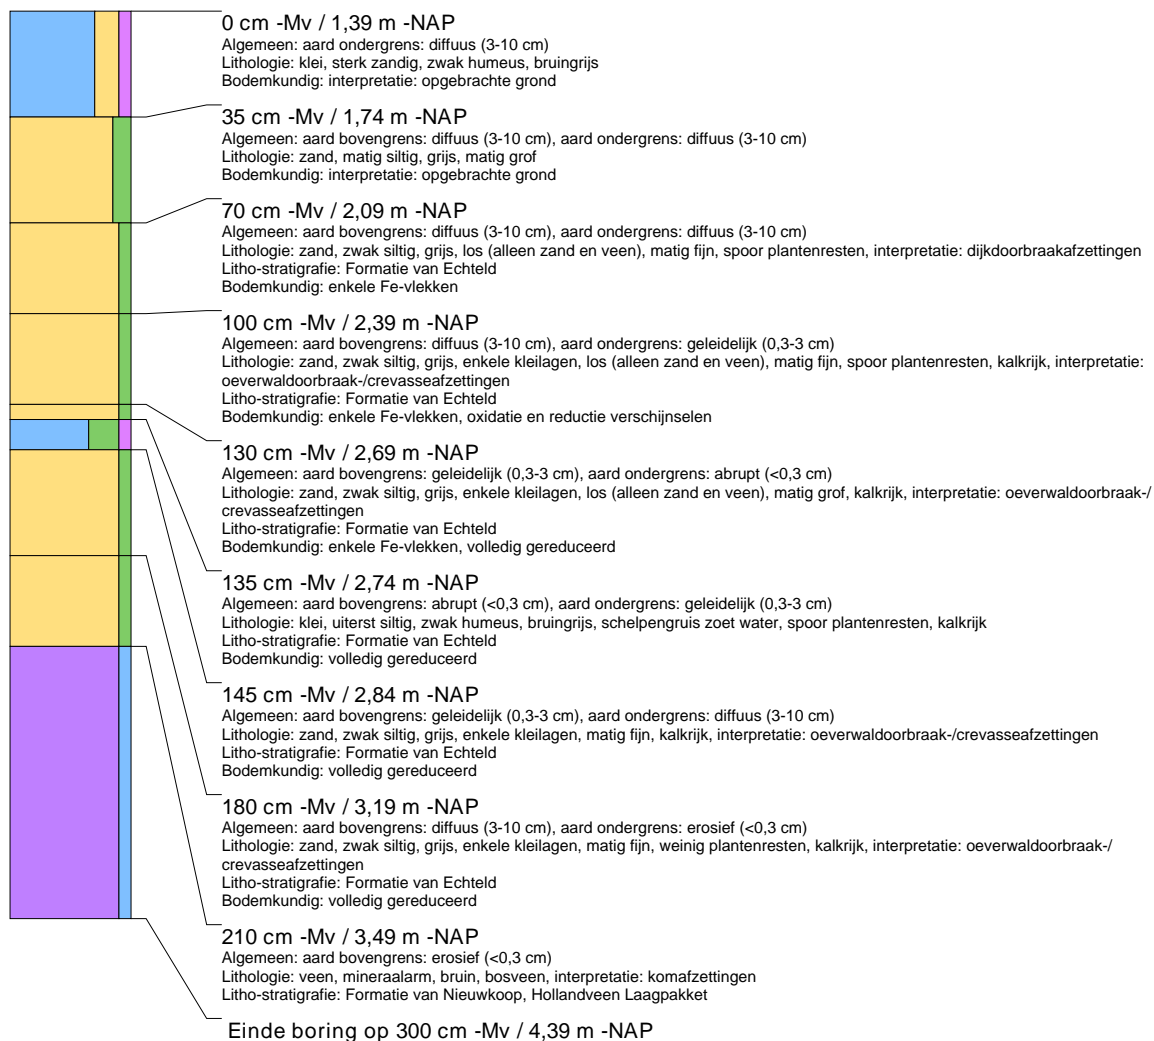 0 cm -Mv / 1,39 m -NAP
Algemeen: aard ondergrens: diffuus (3-10 cm)
Lithologie: klei, sterk zandig, zwak humeus, bruingrijs
Bodemkundig: interpretatie: opgebrachte grond
35 cm -Mv / 1,74 m -NAP
Algemeen: aard bovengrens: diffuus (3-10 cm), aard ondergrens: diffuus (3-10 cm)
Lithologie: zand, matig siltig, grijs, matig grof
Bodemkundig: interpretatie: opgebrachte grond
70 cm -Mv / 2,09 m -NAP
Algemeen: aard bovengrens: diffuus (3-10 cm), aard ondergrens: diffuus (3-10 cm)
Lithologie: zand, zwak siltig, grijs, los (alleen zand en veen), matig fijn, spoor plantenresten, interpretatie: dijkdoorbraakafzettingen
Litho-stratigrafie: Formatie van Echteld
Bodemkundig: enkele Fe-vlekken
100 cm -Mv / 2,39 m -NAP
Algemeen: aard bovengrens: diffuus (3-10 cm), aard ondergrens: geleidelijk (0,3-3 cm)
Lithologie: zand, zwak siltig, grijs, enkele kleilagen, los (alleen zand en veen), matig fijn, spoor plantenresten, kalkrijk, interpretatie:
oeverwaldoorbraak-/crevasseafzettingen
Litho-stratigrafie: Formatie van Echteld
Bodemkundig: enkele Fe-vlekken, oxidatie en reductie verschijnselen
130 cm -Mv / 2,69 m -NAP
Algemeen: aard bovengrens: geleidelijk (0,3-3 cm), aard ondergrens: abrupt (<0,3 cm)
Lithologie: zand, zwak siltig, grijs, enkele kleilagen, los (alleen zand en veen), matig grof, kalkrijk, interpretatie: oeverwaldoorbraak-/
crevasseafzettingen
Litho-stratigrafie: Formatie van Echteld
Bodemkundig: enkele Fe-vlekken, volledig gereduceerd
135 cm -Mv / 2,74 m -NAP
Algemeen: aard bovengrens: abrupt (<0,3 cm), aard ondergrens: geleidelijk (0,3-3 cm)
Lithologie: klei, uiterst siltig, zwak humeus, bruingrijs, schelpengruis zoet water, spoor plantenresten, kalkrijk
Litho-stratigrafie: Formatie van Echteld
Bodemkundig: volledig gereduceerd
145 cm -Mv / 2,84 m -NAP
Algemeen: aard bovengrens: geleidelijk (0,3-3 cm), aard ondergrens: diffuus (3-10 cm)
Lithologie: zand, zwak siltig, grijs, enkele kleilagen, matig fijn, kalkrijk, interpretatie: oeverwaldoorbraak-/crevasseafzettingen
Litho-stratigrafie: Formatie van Echteld
Bodemkundig: volledig gereduceerd
180 cm -Mv / 3,19 m -NAP
Algemeen: aard bovengrens: diffuus (3-10 cm), aard ondergrens: erosief (<0,3 cm)
Lithologie: zand, zwak siltig, grijs, enkele kleilagen, matig fijn, weinig plantenresten, kalkrijk, interpretatie: oeverwaldoorbraak-/
crevasseafzettingen
Litho-stratigrafie: Formatie van Echteld
Bodemkundig: volledig gereduceerd
210 cm -Mv / 3,49 m -NAP
Algemeen: aard bovengrens: erosief (<0,3 cm)
Lithologie: veen, mineraalarm, bruin, bosveen, interpretatie: komafzettingen
Litho-stratigrafie: Formatie van Nieuwkoop, Hollandveen Laagpakket
Einde boring op 300 cm -Mv / 4,39 m -NAP